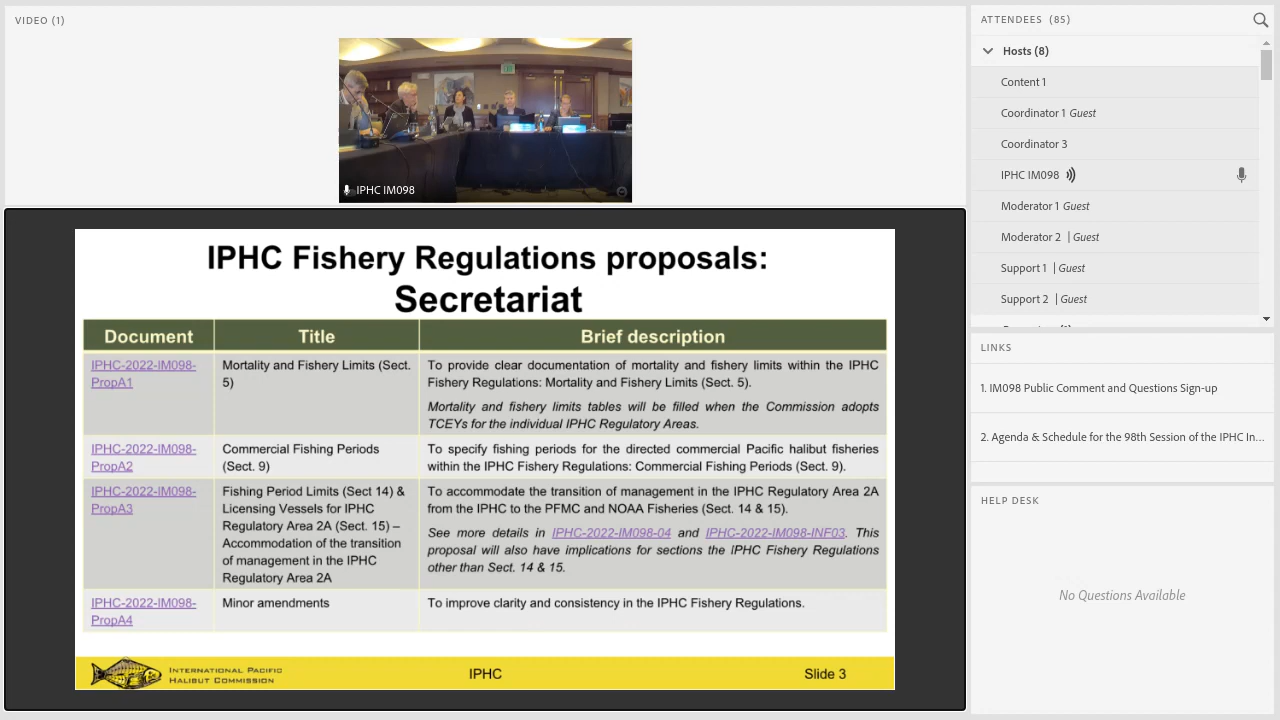 VIDEO (1)
IPHC IM098
IPHC Fishery Regulations proposals:
Secretariat
Document
Title
Brief description
IPHC-2022-IM098-
PropA1
Mortality and Fishery Limits (Sect.
5)
To provide clear documentation of mortality and fishery limits within the IPHC
Fishery Regulations: Mortality and Fishery Limits (Sect. 5).
Mortality and fishery limits tables will be filled when the Commission adopts
TCEYs for the individual IPHC Regulatory Areas.
IPHC-2022-IM098-
PropA2
Commercial Fishing Periods
(Sect. 9)
To specify fishing periods for the directed commercial Pacific halibut fisheries
within the IPHC Fishery Regulations: Commercial Fishing Periods (Sect. 9).
IPHC-2022-IM098-
PropA3
Fishing Period Limits (Sect 14) &
Licensing Vessels for IPHC
Regulatory Area 2A (Sect. 15) –
Accommodation of the transition
of management in the IPHC
Regulatory Area 2A
To accommodate the transition of management in the IPHC Regulatory Area 2A
from the IPHC to the PFMC and NOAA Fisheries (Sect. 14 & 15).
See more details in IPHC-2022-IM098-04 and IPHC-2022-IM098-INF03. This
proposal will also have implications for sections the IPHC Fishery Regulations
other than Sect. 14 & 15.
IPHC-2022-IM098-
PropA4
Minor amendments
To improve clarity and consistency in the IPHC Fishery Regulations.
INTERNATIONAL PACIFIC
HALIBUT COMMISSION
IPHC
Slide 3
ATTENDEES (85)
Hosts (8)
Content 1
Coordinator 1 Guest
Coordinator 3
IPHC IM098
Moderator 1 Guest
Moderator 2 | Guest
Support 1 | Guest
Support 2 | Guest
LINKS
1. IM098 Public Comment and Questions Sign-up
2. Agenda & Schedule for the 98th Session of the IPHC In...
HELP DESK
No Questions Available